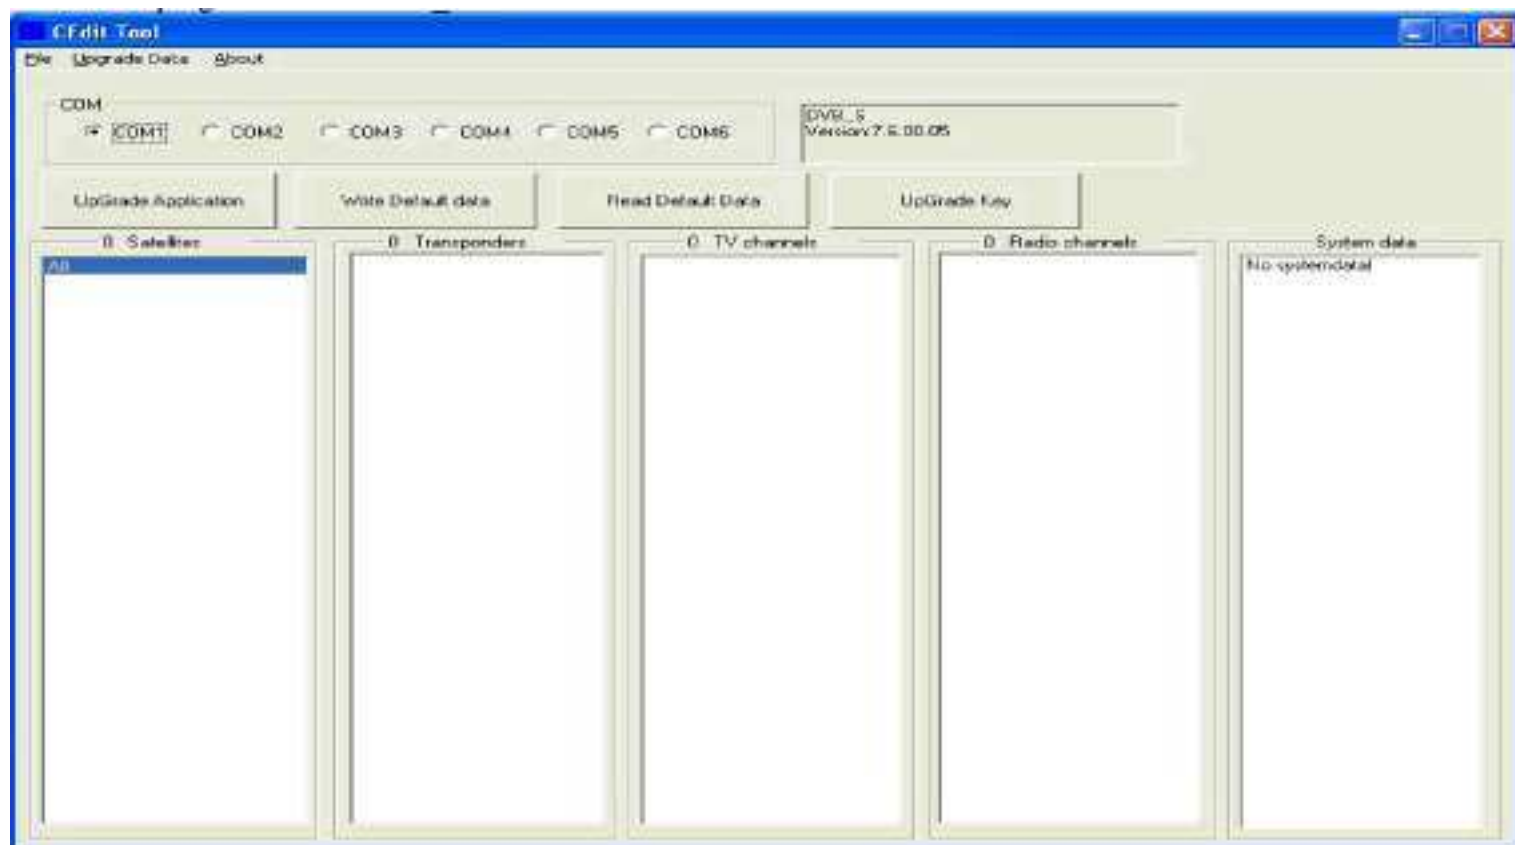 CFdit Tool
File Upgrade Data About
COM
COM1 COM2 COM3 COM4 COM5 COM6
DVB_S
Version:7.6.00.05
UpGrade Application Write Default data Read Default Data UpGrade Key
0 Satellites 0 Transponders 0 TV channels 0 Radio channels System data
All No systemdata!